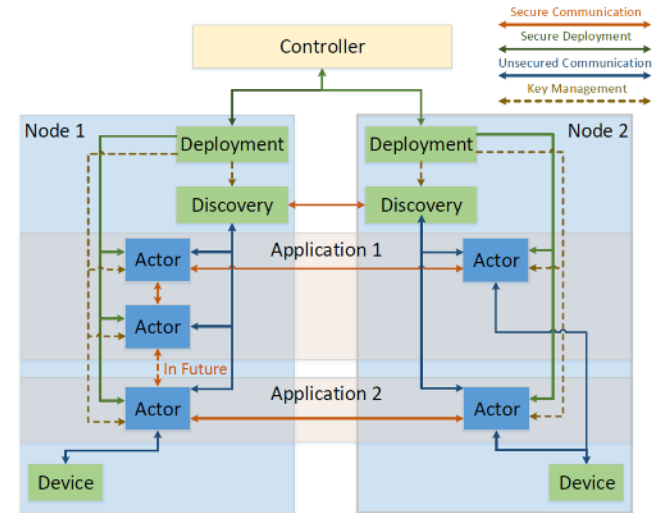 Secure Communication
Controller
Secure Deployment
Unsecured Communication
Key Management
Node 1
Node 2
Deployment
Deployment
Discovery
Discovery
Application 1
Actor
Actor
Actor
In Future
Application 2
Actor
Actor
Device
Device